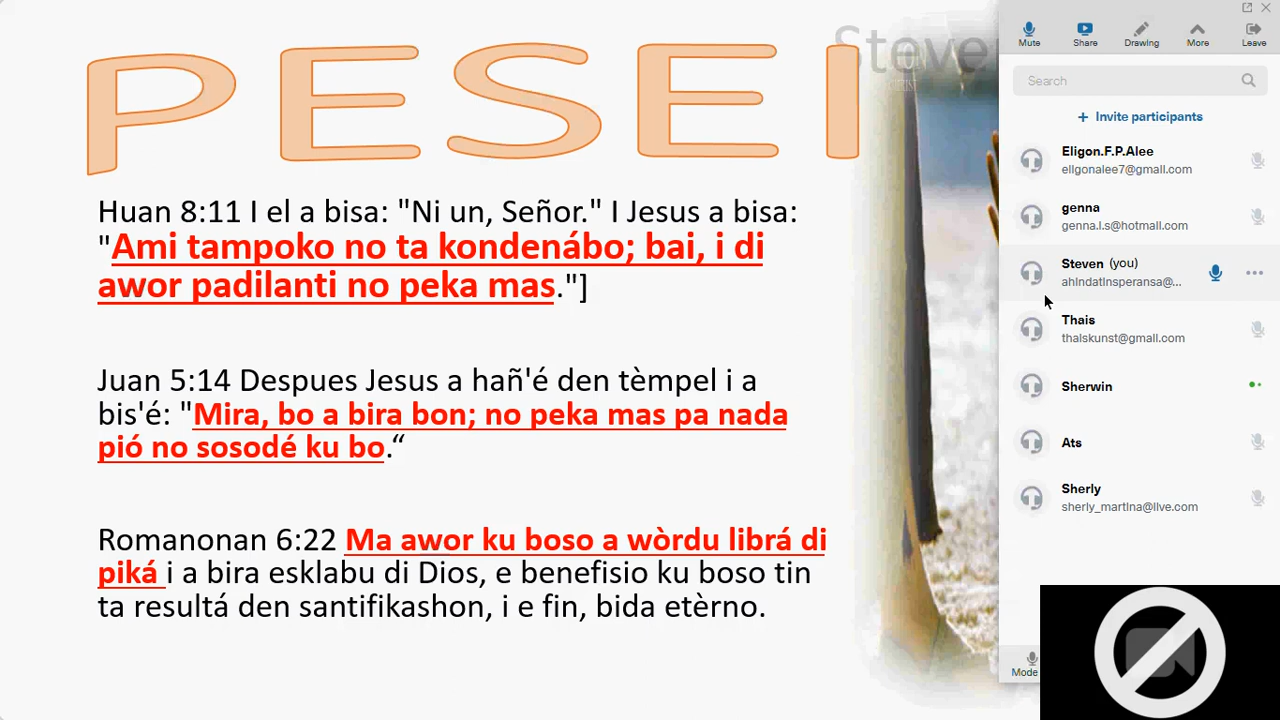 PESEI
Steve
Huan 8:11 I el a bisa: "Ni un, Señor." I Jesus a bisa:
"Ami tampoko no ta kondenábo; bai, i di
awor padilanti no peka mas."]
Juan 5:14 Despues Jesus a hañ'é den tèmpel i a
bis'é: "Mira, bo a bira bon; no peka mas pa nada
pió no sosodé ku bo.“
Romanonan 6:22 Ma awor ku boso a wòrdu librá di
piká i a bira esklabu di Dios, e benefisio ku boso tin
ta resultá den santifikashon, i e fin, bida etèrno.
Mute Share Drawing More Leave
Search
+ Invite participants
Eligon.F.P.Alee
eligonalee7@gmail.com
genna
genna.l.s@hotmail.com
Steven (you)
ahindatinsperansa@...
Thais
thaiskunst@gmail.com
Sherwin
Ats
Sherly
sherly_martina@live.com
Mode